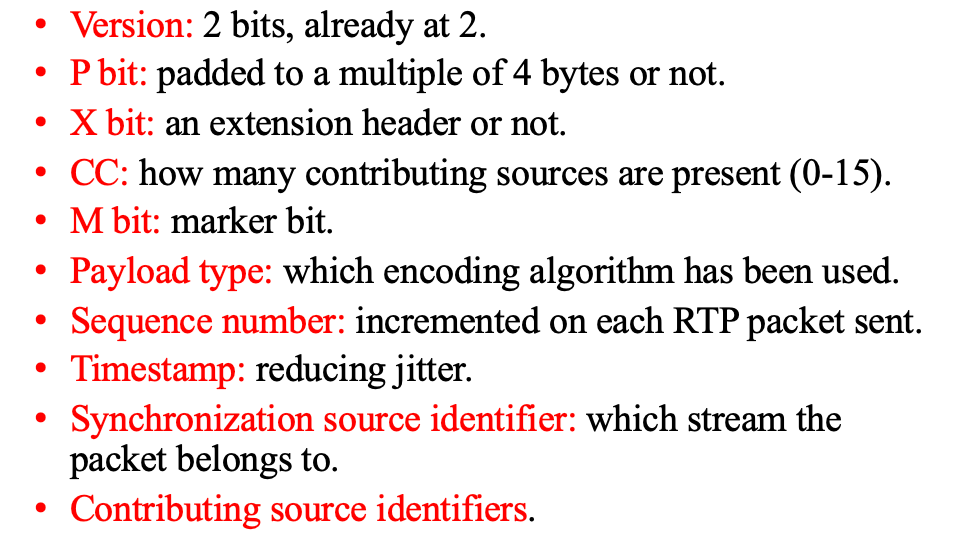 • Version: 2 bits, already at 2.
• P bit: padded to a multiple of 4 bytes or not.
• X bit: an extension header or not.
• CC: how many contributing sources are present (0-15).
• M bit: marker bit.
• Payload type: which encoding algorithm has been used.
• Sequence number: incremented on each RTP packet sent.
• Timestamp: reducing jitter.
• Synchronization source identifier: which stream the
packet belongs to.
• Contributing source identifiers.